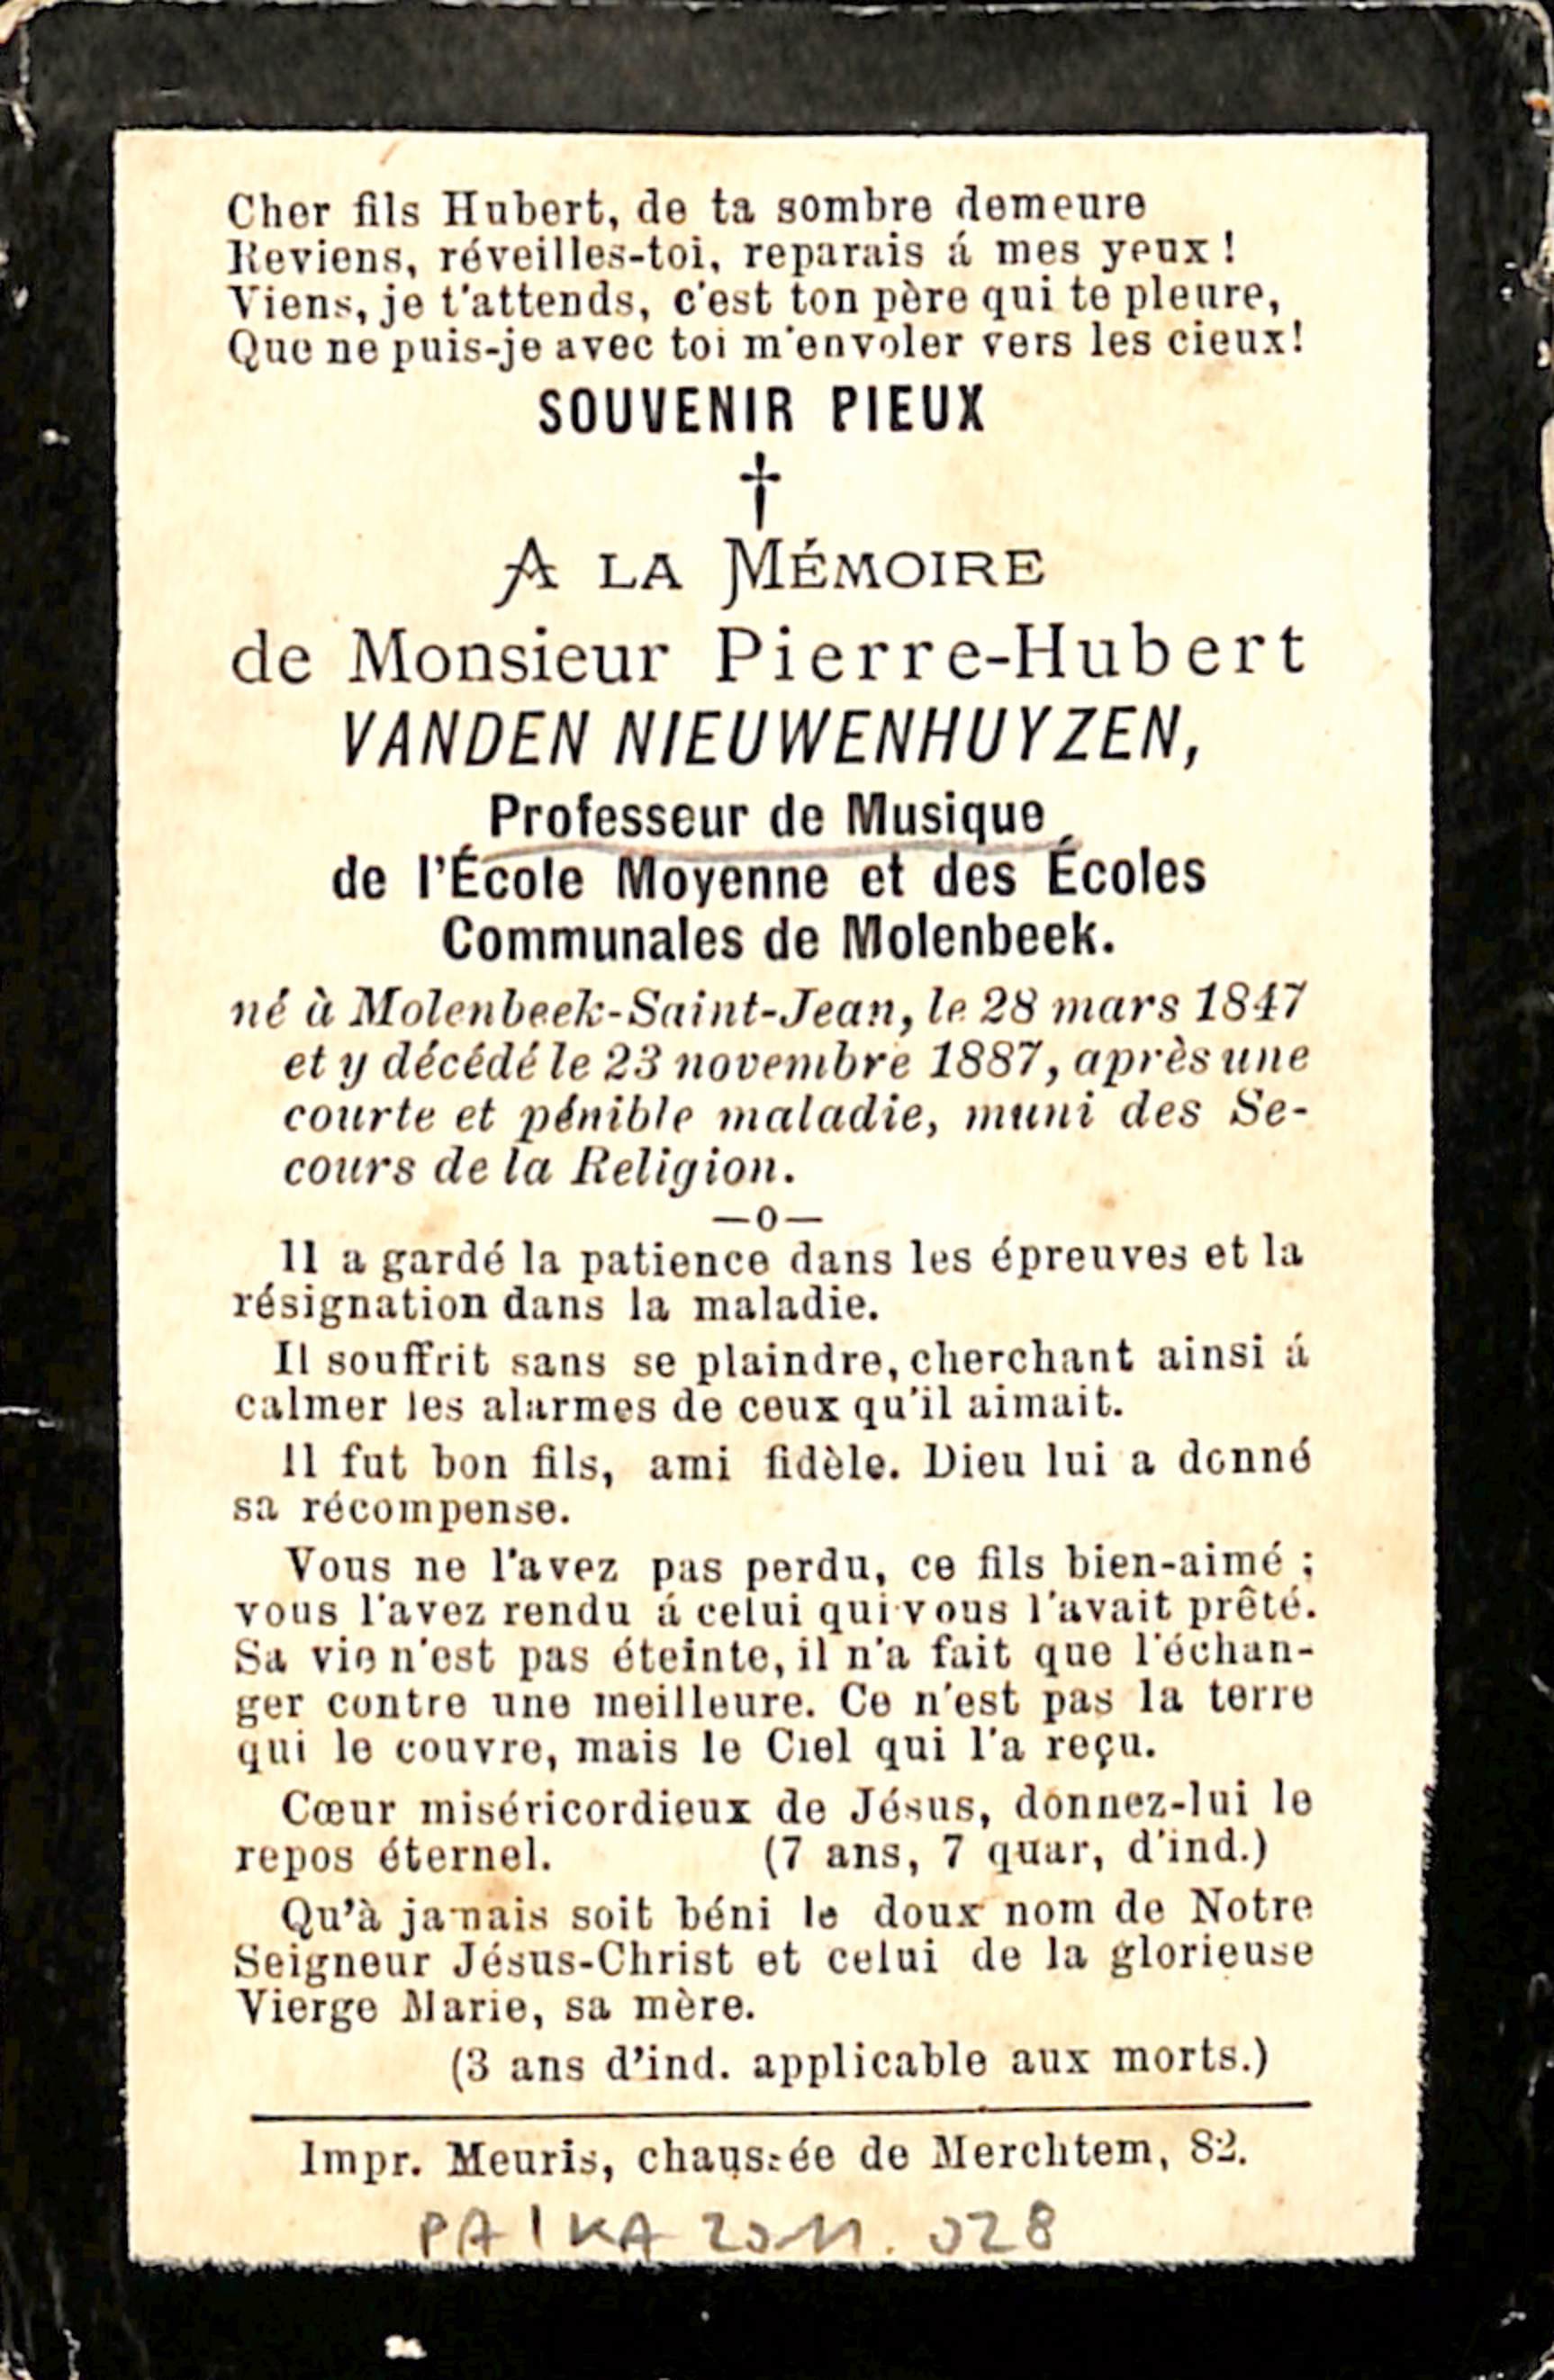 Cher fils Hubert, de ta sombre demeure
Reviens, réveilles-toi, reparais á mes yeux !
Viens, je t'attends, c'est ton père qui te pleure,
Que ne puis-je avec toi m'envoler vers les cieux!
SOUVENIR PIEUX
†
A LA MÉMOIRE
de Monsieur Pierre-Hubert
VANDEN NIEUWENHUYZEN,
Professeur de Musique
de l'École Moyenne et des Écoles
Communales de Molenbeek.
né à Molenbeek-Saint-Jean, le 28 mars 1847
et y décédé le 23 novembre 1887, après une
courte et pénible maladie, muni des Se-
cours de la Religion.
—o—
Il a gardé la patience dans les épreuves et la
résignation dans la maladie.
Il souffrit sans se plaindre, cherchant ainsi á
calmer les alarmes de ceux qu'il aimait.
Il fut bon fils, ami fidèle. Dieu lui a donné
sa récompense.
Vous ne l'avez pas perdu, ce fils bien-aimé ;
vous l'avez rendu á celui qui vous l'avait prêté.
Sa vie n'est pas éteinte, il n'a fait que l'échan-
ger contre une meilleure. Ce n'est pas la terre
qui le couvre, mais le Ciel qui l'a reçu.
Cœur miséricordieux de Jésus, donnez-lui le
repos éternel. (7 ans, 7 quar, d'ind.)
Qu'à jamais soit béni le doux nom de Notre
Seigneur Jésus-Christ et celui de la glorieuse
Vierge Marie, sa mère.
(3 ans d'ind. applicable aux morts.)
Impr. Meuris, chaussée de Merchtem, 82.
PA / KA 2011. 028